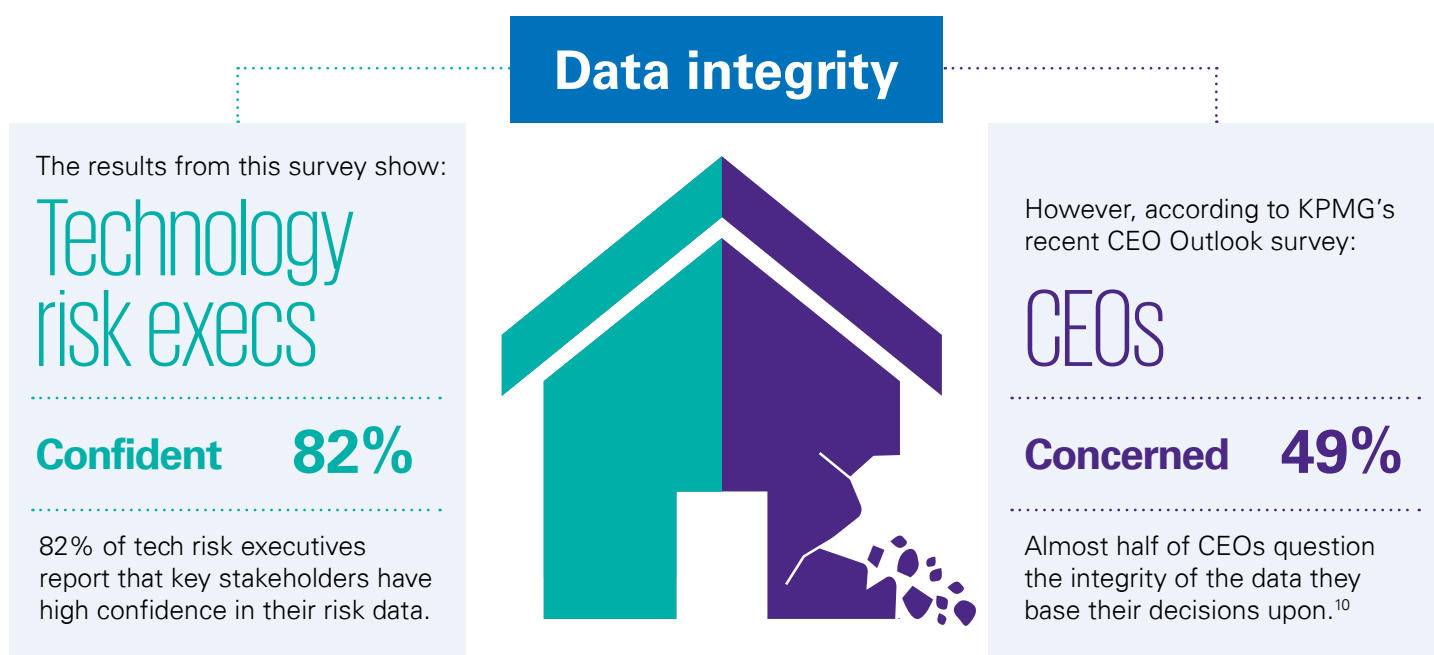 Data integrity
The results from this survey show:
Technology
risk execs
Confident 82%
82% of tech risk executives
report that key stakeholders have
high confidence in their risk data.
However, according to KPMG’s
recent CEO Outlook survey:
CEOs
Concerned 49%
Almost half of CEOs question
the integrity of the data they
base their decisions upon.10